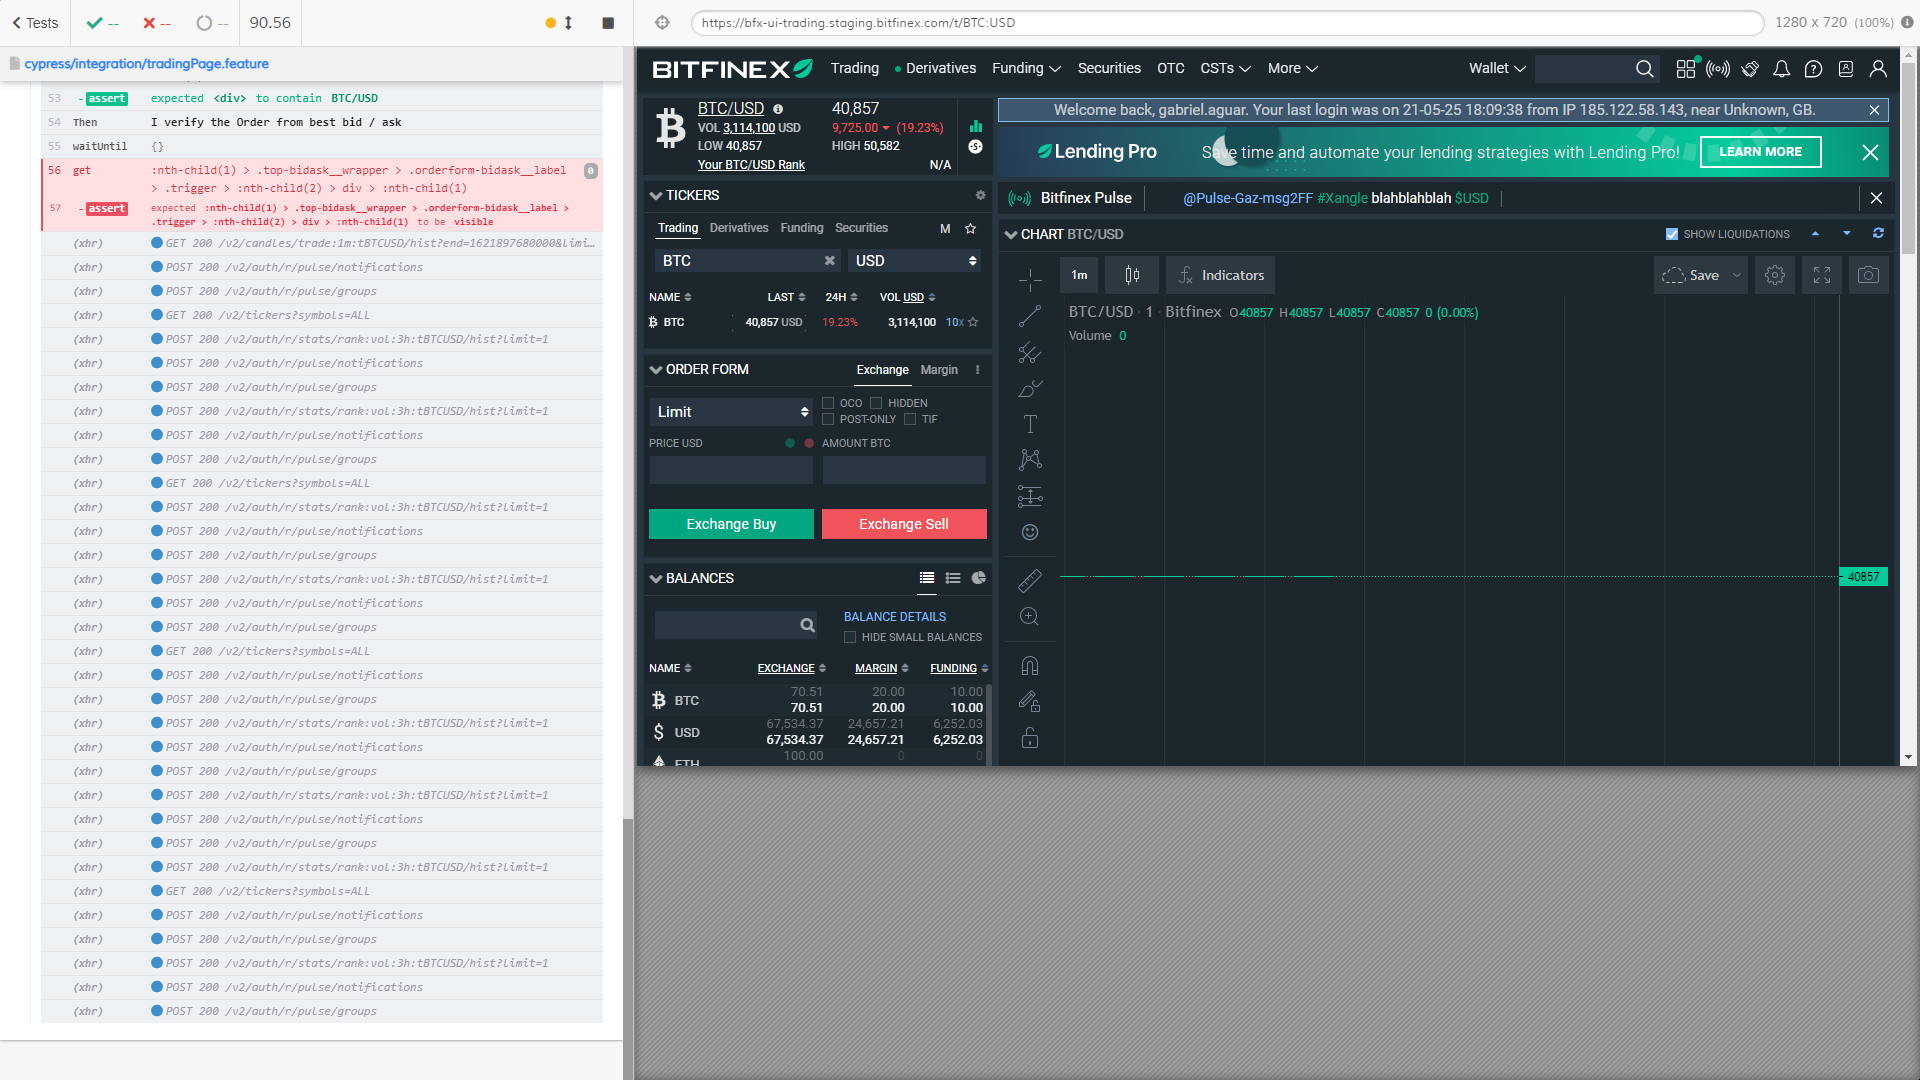 Tests
--
--
--
90.56
cypress/integration/tradingPage.feature
53 -assert expected <div> to contain BTC/USD
54 Then I verify the Order from best bid / ask
55 waitUntil {}
56 get :nth-child(1) > .top-bidask__wrapper > .orderform-bidask__label
> .trigger > :nth-child(2) > div > :nth-child(1)
0
57 -assert expected :nth-child(1) > .top-bidask__wrapper > .orderform-bidask__label >
.trigger > :nth-child(2) > div > :nth-child(1) to be visible
(xhr) GET 200 /v2/candles/trade:1m:tBTCUSD/hist?end=1621897680000&limi…
(xhr) POST 200 /v2/auth/r/pulse/notifications
(xhr) POST 200 /v2/auth/r/pulse/groups
(xhr) GET 200 /v2/tickers?symbols=ALL
(xhr) POST 200 /v2/auth/r/stats/rank:vol:3h:tBTCUSD/hist?limit=1
(xhr) POST 200 /v2/auth/r/pulse/notifications
(xhr) POST 200 /v2/auth/r/pulse/groups
(xhr) POST 200 /v2/auth/r/stats/rank:vol:3h:tBTCUSD/hist?limit=1
(xhr) POST 200 /v2/auth/r/pulse/notifications
(xhr) POST 200 /v2/auth/r/pulse/groups
(xhr) GET 200 /v2/tickers?symbols=ALL
(xhr) POST 200 /v2/auth/r/stats/rank:vol:3h:tBTCUSD/hist?limit=1
(xhr) POST 200 /v2/auth/r/pulse/notifications
(xhr) POST 200 /v2/auth/r/pulse/groups
(xhr) POST 200 /v2/auth/r/stats/rank:vol:3h:tBTCUSD/hist?limit=1
(xhr) POST 200 /v2/auth/r/pulse/notifications
(xhr) POST 200 /v2/auth/r/pulse/groups
(xhr) GET 200 /v2/tickers?symbols=ALL
(xhr) POST 200 /v2/auth/r/pulse/notifications
(xhr) POST 200 /v2/auth/r/pulse/groups
(xhr) POST 200 /v2/auth/r/stats/rank:vol:3h:tBTCUSD/hist?limit=1
(xhr) POST 200 /v2/auth/r/pulse/notifications
(xhr) POST 200 /v2/auth/r/pulse/groups
(xhr) POST 200 /v2/auth/r/stats/rank:vol:3h:tBTCUSD/hist?limit=1
(xhr) POST 200 /v2/auth/r/pulse/notifications
(xhr) POST 200 /v2/auth/r/pulse/groups
(xhr) POST 200 /v2/auth/r/stats/rank:vol:3h:tBTCUSD/hist?limit=1
(xhr) GET 200 /v2/tickers?symbols=ALL
(xhr) POST 200 /v2/auth/r/pulse/notifications
(xhr) POST 200 /v2/auth/r/pulse/groups
(xhr) POST 200 /v2/auth/r/stats/rank:vol:3h:tBTCUSD/hist?limit=1
(xhr) POST 200 /v2/auth/r/pulse/notifications
(xhr) POST 200 /v2/auth/r/pulse/groups
https://bfx-ui-trading.staging.bitfinex.com/t/BTC:USD
1280 x 720 (100%)
BITFINEX Trading Derivatives Funding Securities OTC CSTs More Wallet
BTC/USD 40,857
VOL 3,114,100 USD 9,725.00 (19.23%)
LOW 40,857 HIGH 50,582
Your BTC/USD Rank N/A
Welcome back, gabriel.aguar. Your last login was on 21-05-25 18:09:38 from IP 185.122.58.143, near Unknown, GB.
Lending Pro Save time and automate your lending strategies with Lending Pro! LEARN MORE
Bitfinex Pulse @Pulse-Gaz-msg2FF #Xangle blahblahblah $USD
TICKERS
Trading Derivatives Funding Securities M
BTC USD
NAME LAST 24H VOL USD
BTC 40,857 USD 19.23% 3,114,100 10X
ORDER FORM Exchange Margin
Limit OCO HIDDEN
POST-ONLY TIF
PRICE USD AMOUNT BTC
Exchange Buy Exchange Sell
BALANCES
BALANCE DETAILS
HIDE SMALL BALANCES
NAME EXCHANGE MARGIN FUNDING
70.51 20.00 10.00
BTC 70.51 20.00 10.00
67,534.37 24,657.21 6,252.03
USD 67,534.37 24,657.21 6,252.03
100.00 0 0
ETH
CHART BTC/USD SHOW LIQUIDATIONS
1m Indicators Save
BTC/USD · 1 · Bitfinex O40857 H40857 L40857 C40857 0 (0.00%)
Volume 0
40857